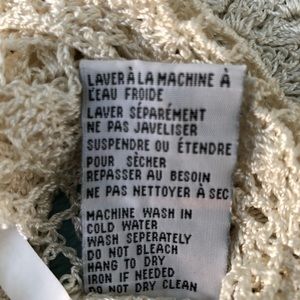 LAVER À LA MACHINE À
L'EAU FROIDE
LAVER SÉPARÉMENT
NE PAS JAVELISER
SUSPENDRE OU ÉTENDRE
POUR SÈCHER
REPASSER AU BESOIN
NE PAS NETTOYER À SEC
MACHINE WASH IN
COLD WATER
WASH SEPERATELY
DO NOT BLEACH
HANG TO DRY
IRON IF NEEDED
DO NOT DRY CLEAN